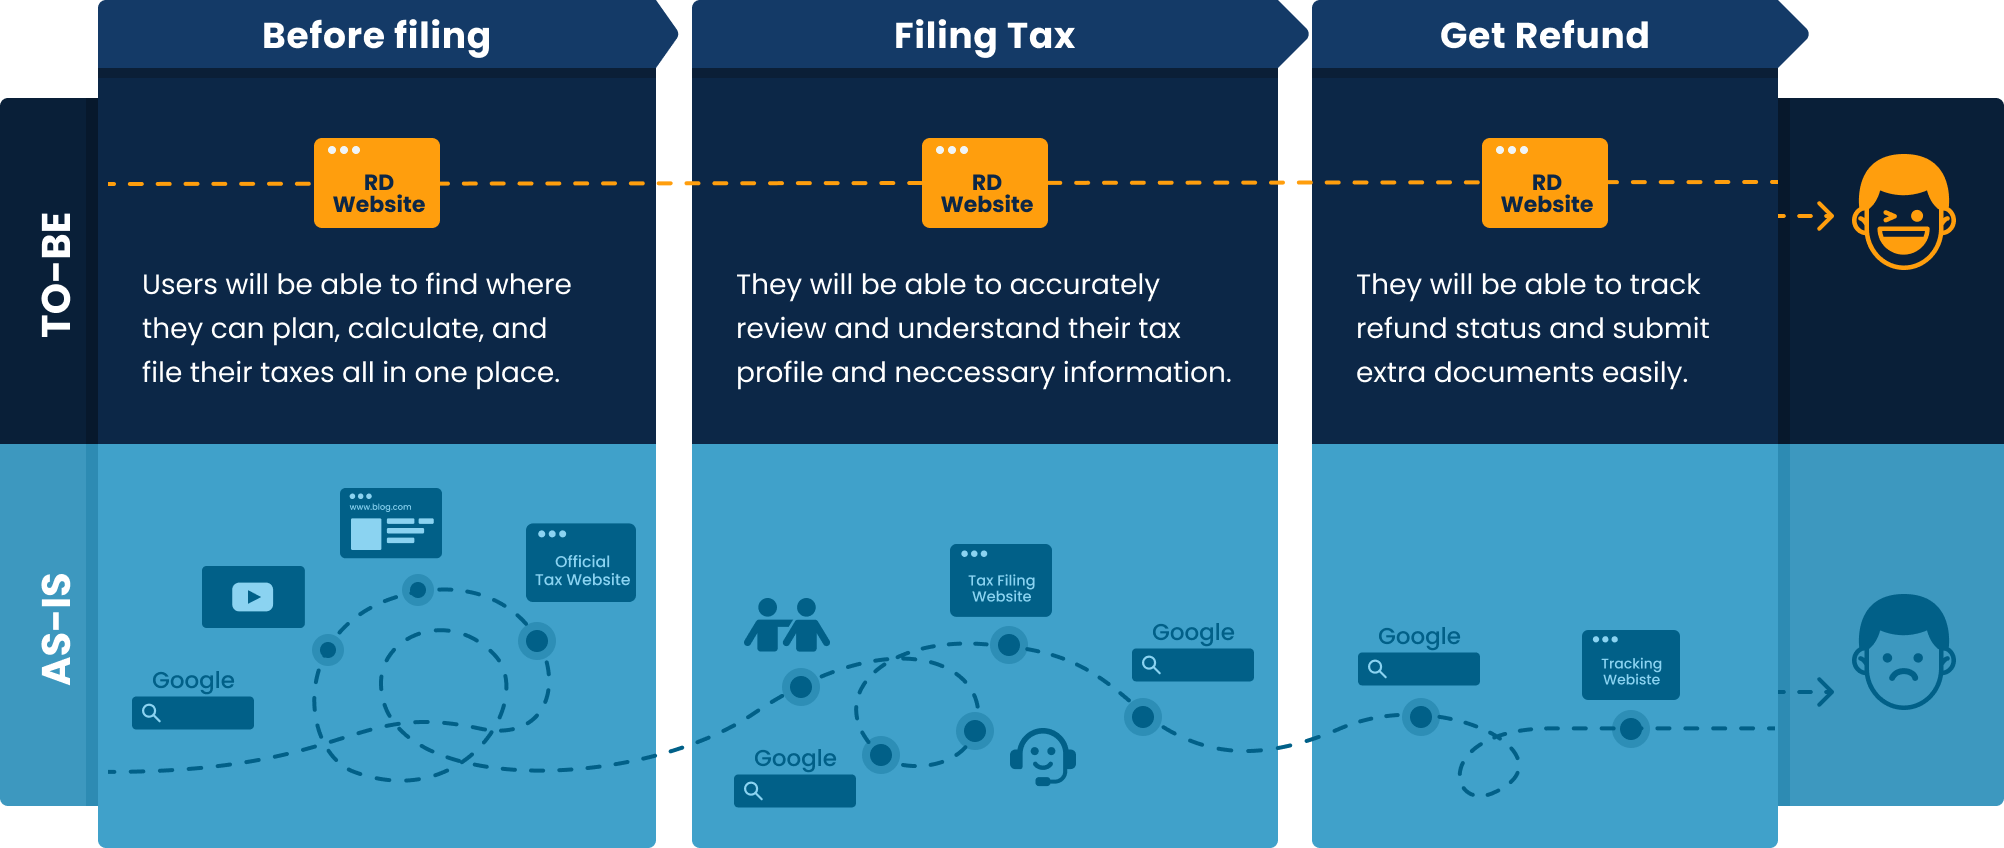 Before filing
Filing Tax
Get Refund
TO-BE
RD
Website
RD
Website
RD
Website
Users will be able to find where
they can plan, calculate, and
file their taxes all in one place.
They will be able to accurately
review and understand their tax
profile and neccessary information.
They will be able to track
refund status and submit
extra documents easily.
AS-IS
www.blog.com
Official
Tax Website
Google
Tax Filing
Website
Google
Google
Google
Tracking
Webiste